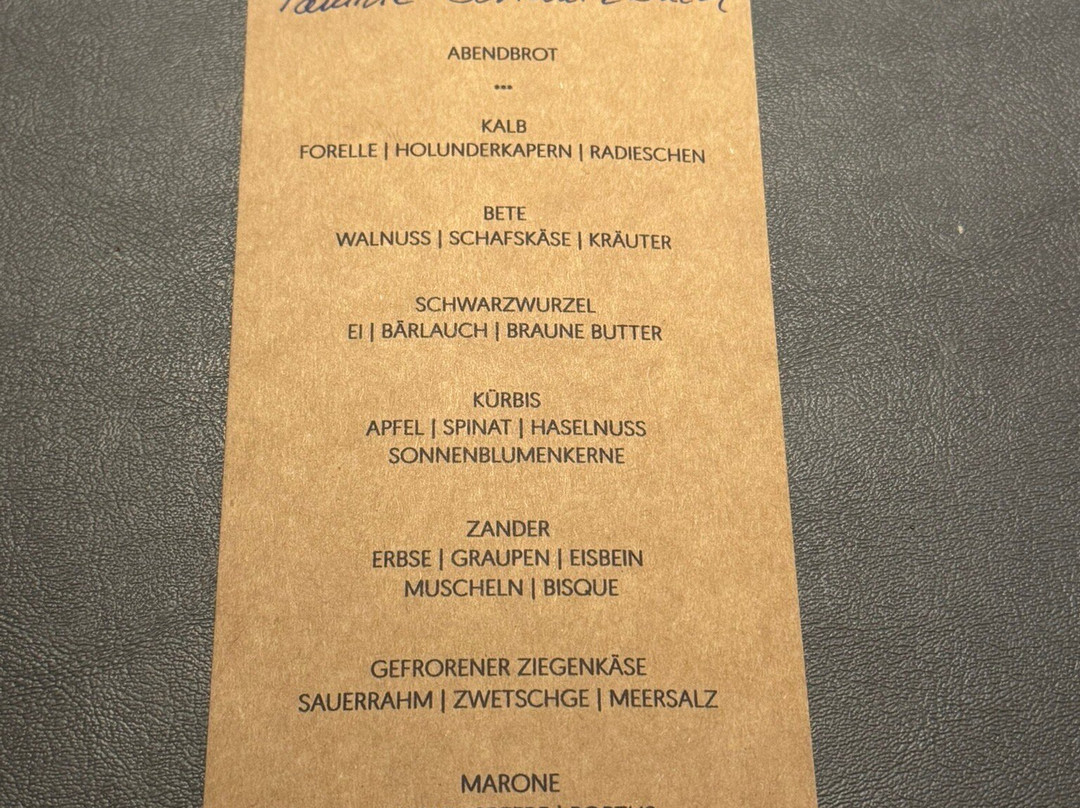 ABENDBROT
...
KALB
FORELLE | HOLUNDERKAPERN | RADIESCHEN
BETE
WALNUSS | SCHAFSKÄSE | KRÄUTER
SCHWARZWURZEL
EI | BÄRLAUCH | BRAUNE BUTTER
KÜRBIS
APFEL | SPINAT | HASELNUSS
SONNENBLUMENKERNE
ZANDER
ERBSE | GRAUPEN | EISBEIN
MUSCHELN | BISQUE
GEFRORENER ZIEGENKÄSE
SAUERRAHM | ZWETSCHGE | MEERSALZ
MARONE